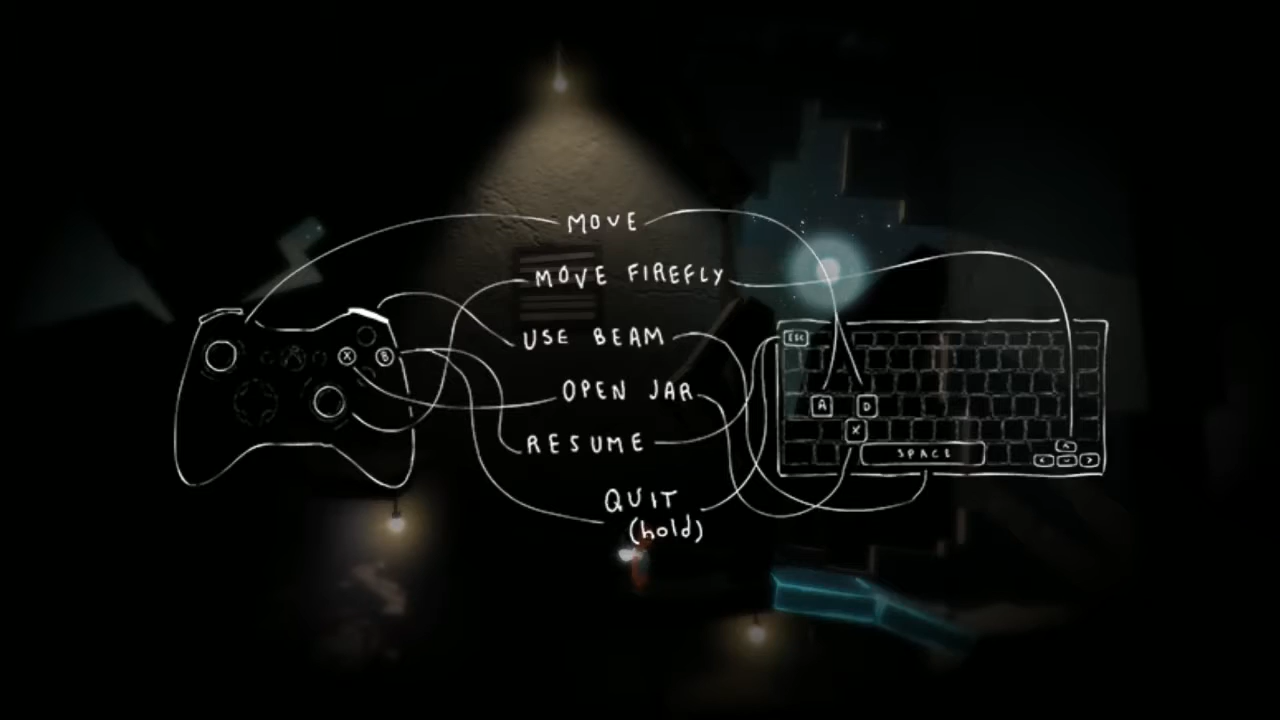 MOVE
MOVE FIREFLY
USE BEAM
OPEN JAR
RESUME
QUIT
(hold)
X B
ESC
A D
X
SPACE